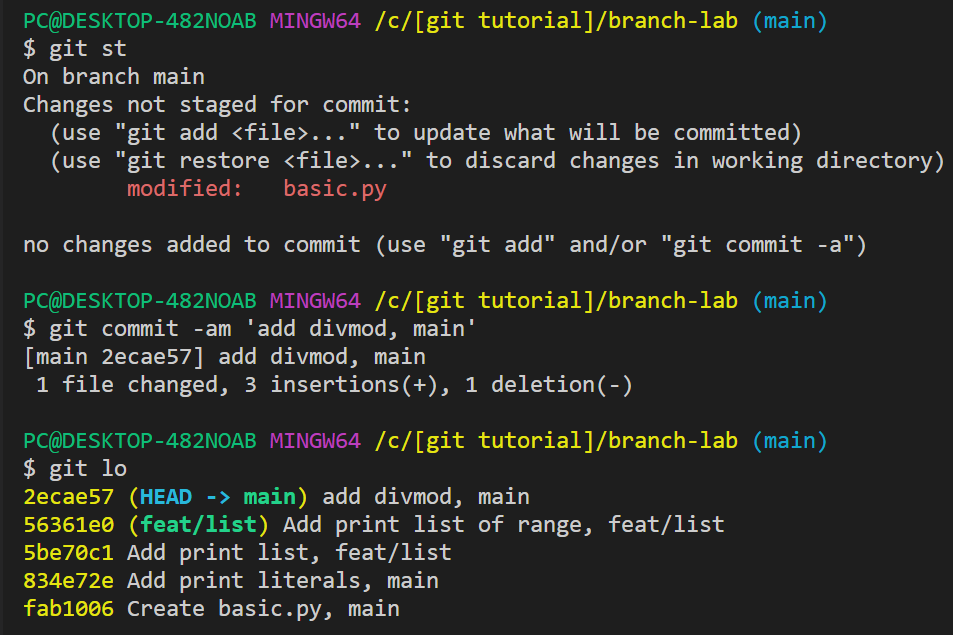 PC@DESKTOP-482NOAB MINGW64 /c/[git tutorial]/branch-lab (main)
$ git st
On branch main
Changes not staged for commit:
  (use "git add <file>..." to update what will be committed)
  (use "git restore <file>..." to discard changes in working directory)
        modified:   basic.py

no changes added to commit (use "git add" and/or "git commit -a")

PC@DESKTOP-482NOAB MINGW64 /c/[git tutorial]/branch-lab (main)
$ git commit -am 'add divmod, main'
[main 2ecae57] add divmod, main
 1 file changed, 3 insertions(+), 1 deletion(-)

PC@DESKTOP-482NOAB MINGW64 /c/[git tutorial]/branch-lab (main)
$ git lo
2ecae57 (HEAD -> main) add divmod, main
56361e0 (feat/list) Add print list of range, feat/list
5be70c1 Add print list, feat/list
834e72e Add print literals, main
fab1006 Create basic.py, main